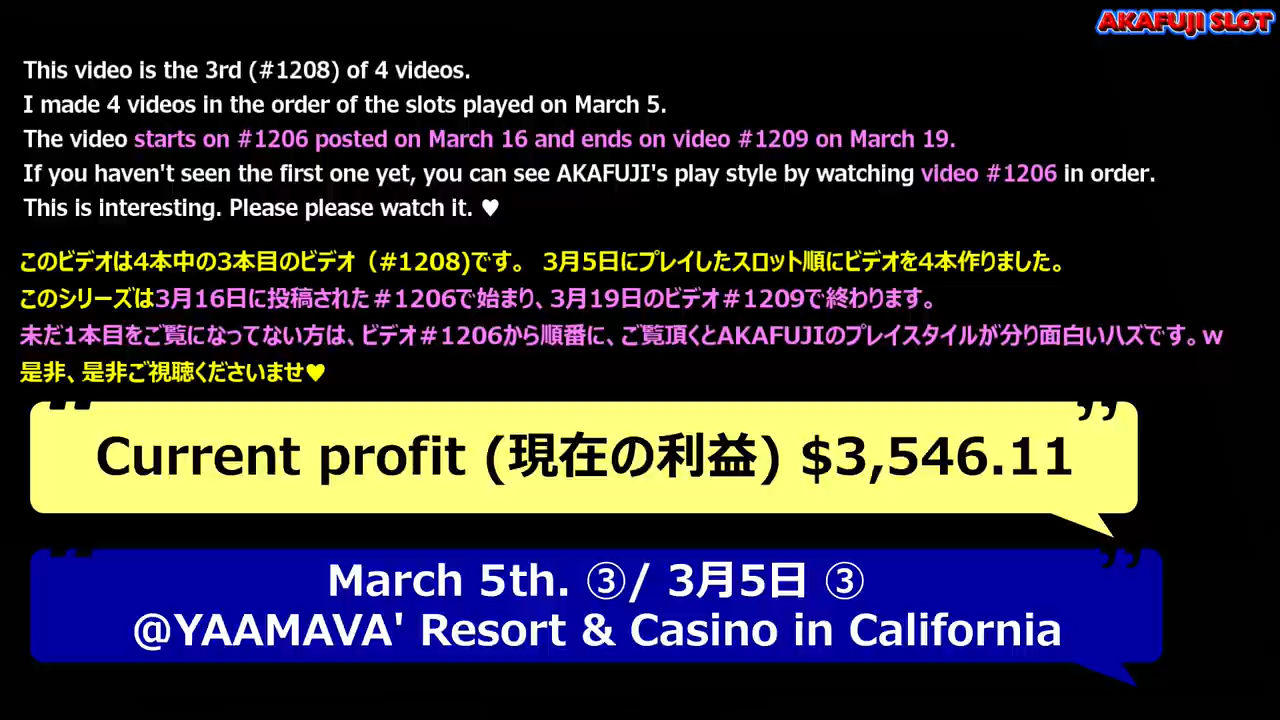 AKAFUJI SLOT
This video is the 3rd (#1208) of 4 videos.
I made 4 videos in the order of the slots played on March 5.
The video starts on #1206 posted on March 16 and ends on video #1209 on March 19.
If you haven't seen the first one yet, you can see AKAFUJI's play style by watching video #1206 in order.
This is interesting. Please please watch it. ♥
このビデオは4本中の3本目のビデオ（#1208)です。 3月5日にプレイしたスロット順にビデオを4本作りました。
このシリーズは3月16日に投稿された＃1206で始まり、3月19日のビデオ＃1209で終わります。
未だ1本目をご覧になってない方は、ビデオ＃1206から順番に、ご覧頂くとAKAFUJIのプレイスタイルが分り面白いハズです。w
是非、是非ご視聴くださいませ♥
Current profit (現在の利益) $3,546.11
March 5th. ③/ 3月5日 ③
@YAAMAVA' Resort & Casino in California